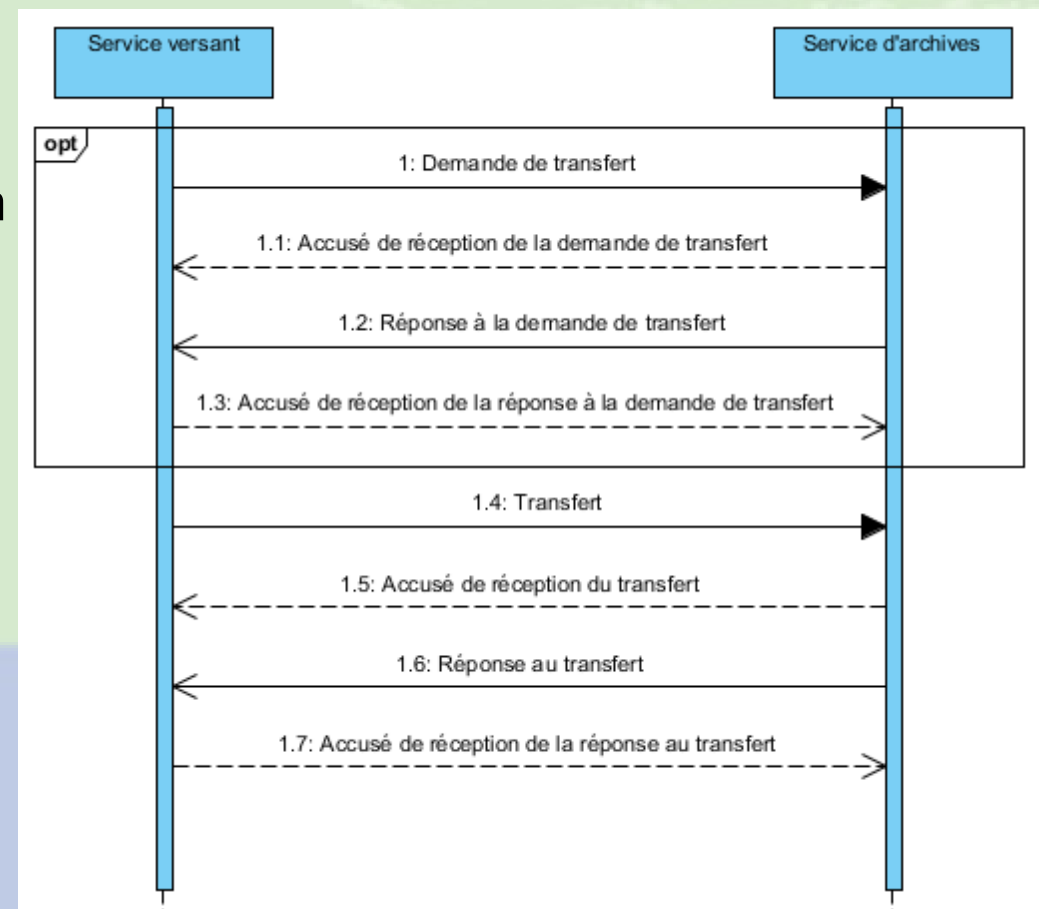 Service versant
Service d'archives
opt
1: Demande de transfert
1.1: Accusé de réception de la demande de transfert
1.2: Réponse à la demande de transfert
1.3: Accusé de réception de la réponse à la demande de transfert
1.4: Transfert
1.5: Accusé de réception du transfert
1.6: Réponse au transfert
1.7: Accusé de réception de la réponse au transfert